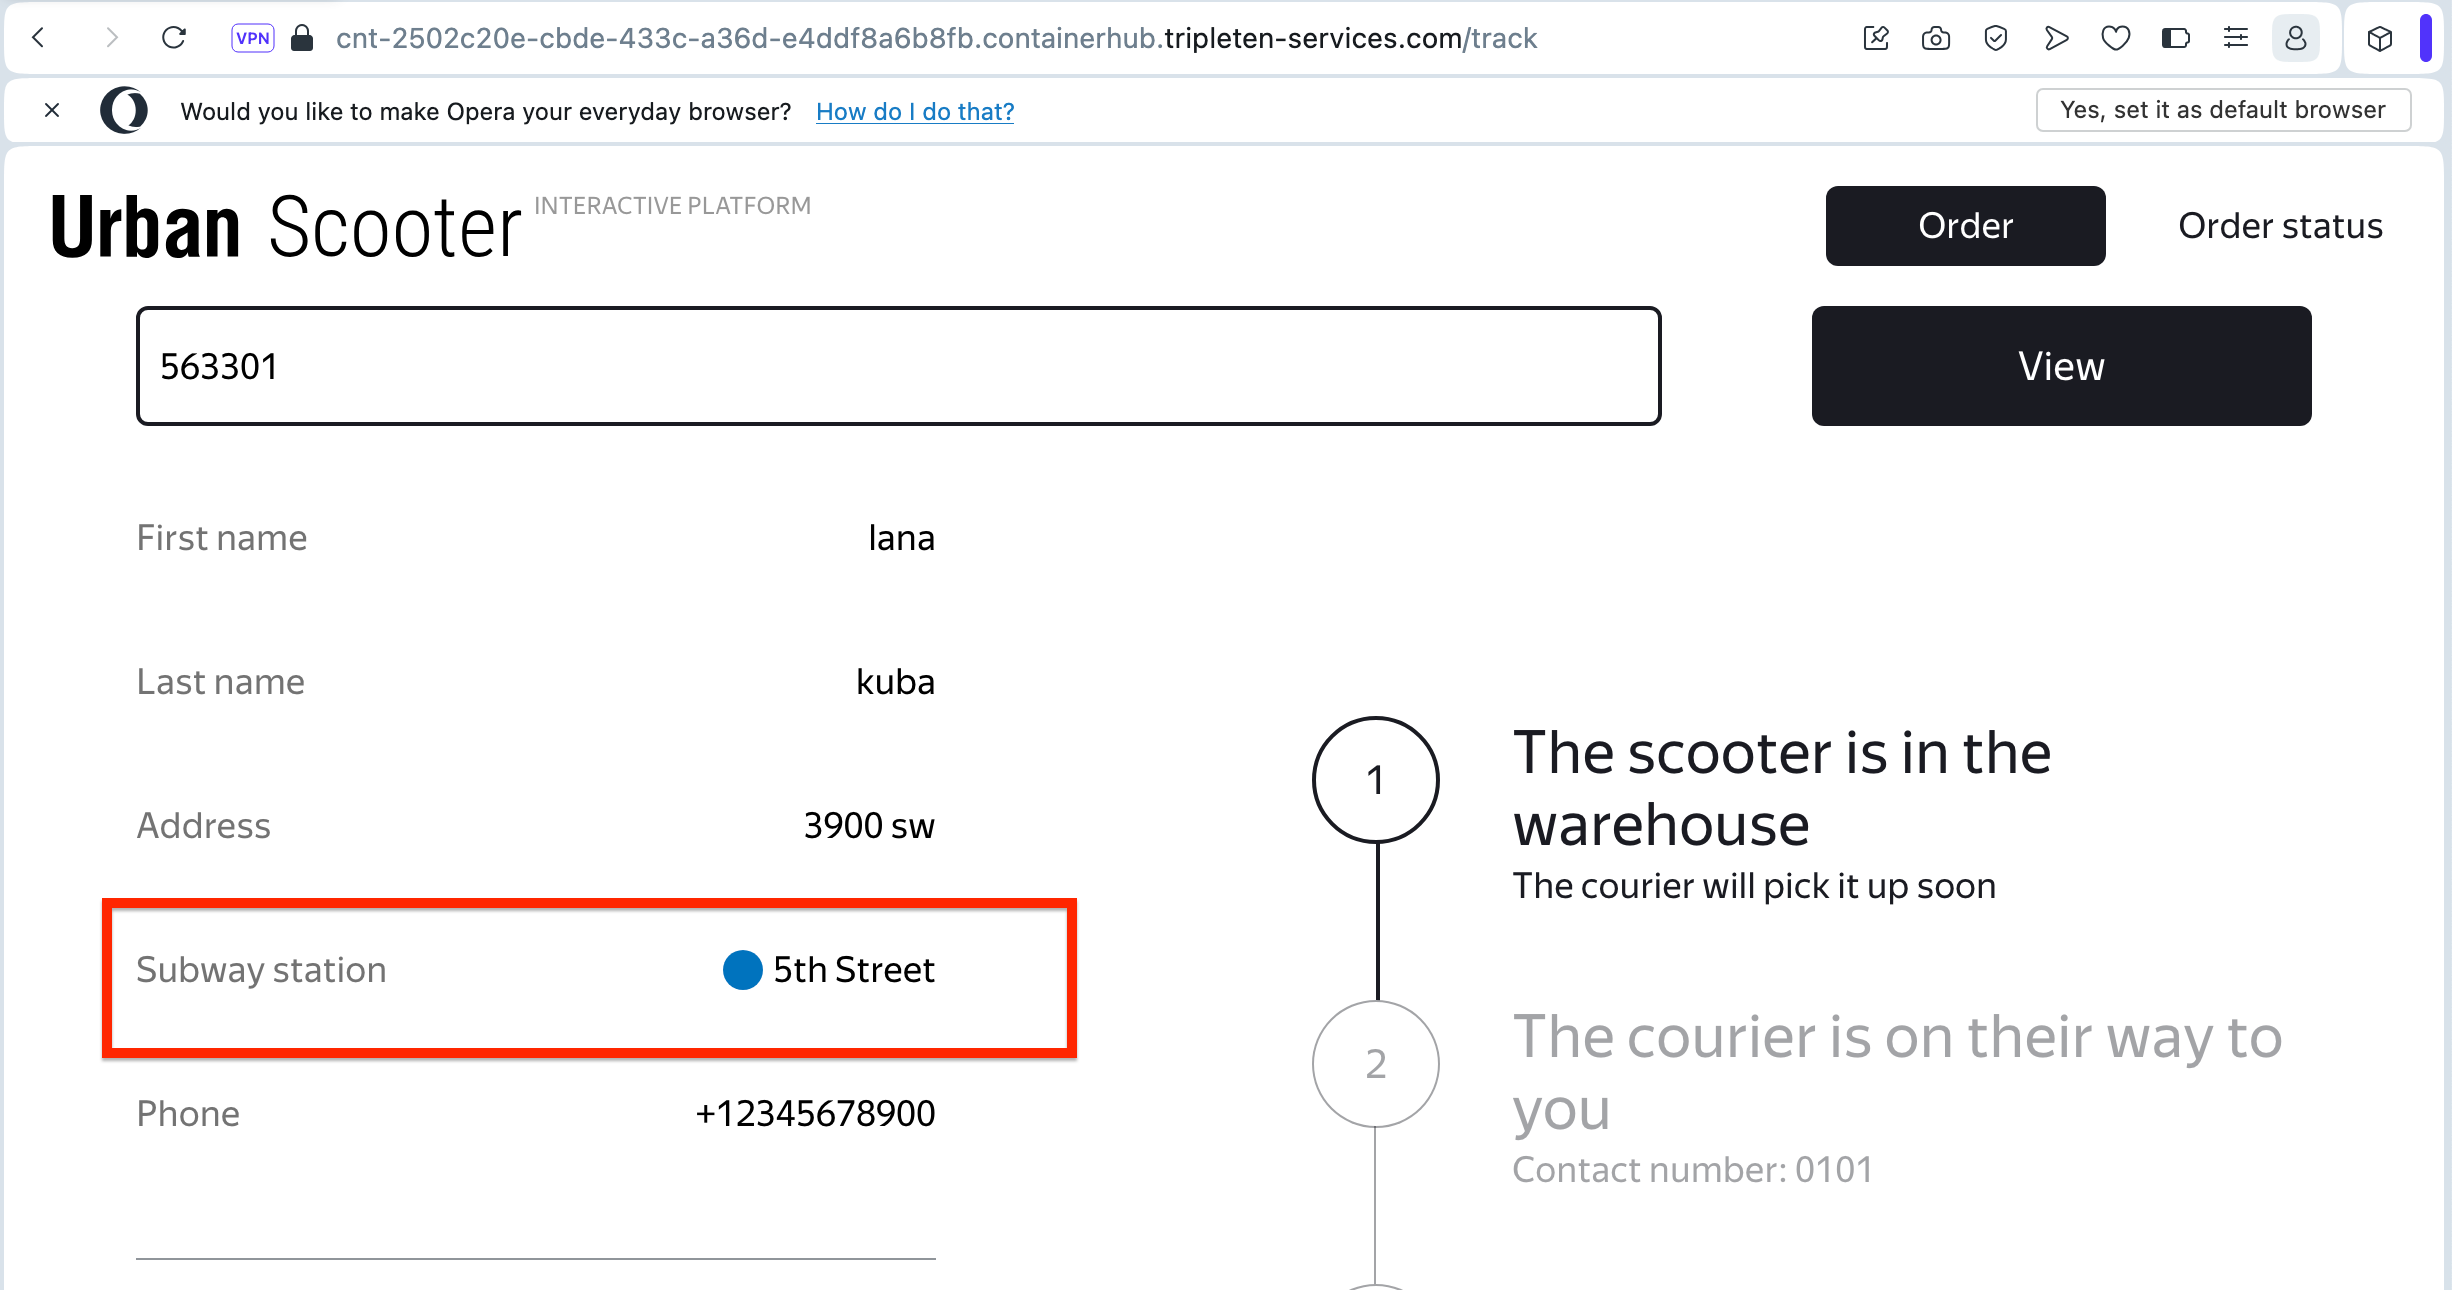 VPN
cnt-2502c20e-cbde-433c-a36d-e4ddf8a6b8fb.containerhub.tripleten-services.com/track
Would you like to make Opera your everyday browser? How do I do that?
Yes, set it as default browser
Urban Scooter INTERACTIVE PLATFORM
Order
Order status
563301
View
First name lana
Last name kuba
Address 3900 sw
Subway station 5th Street
Phone +12345678900
1
The scooter is in the
warehouse
The courier will pick it up soon
2
The courier is on their way to
you
Contact number: 0101